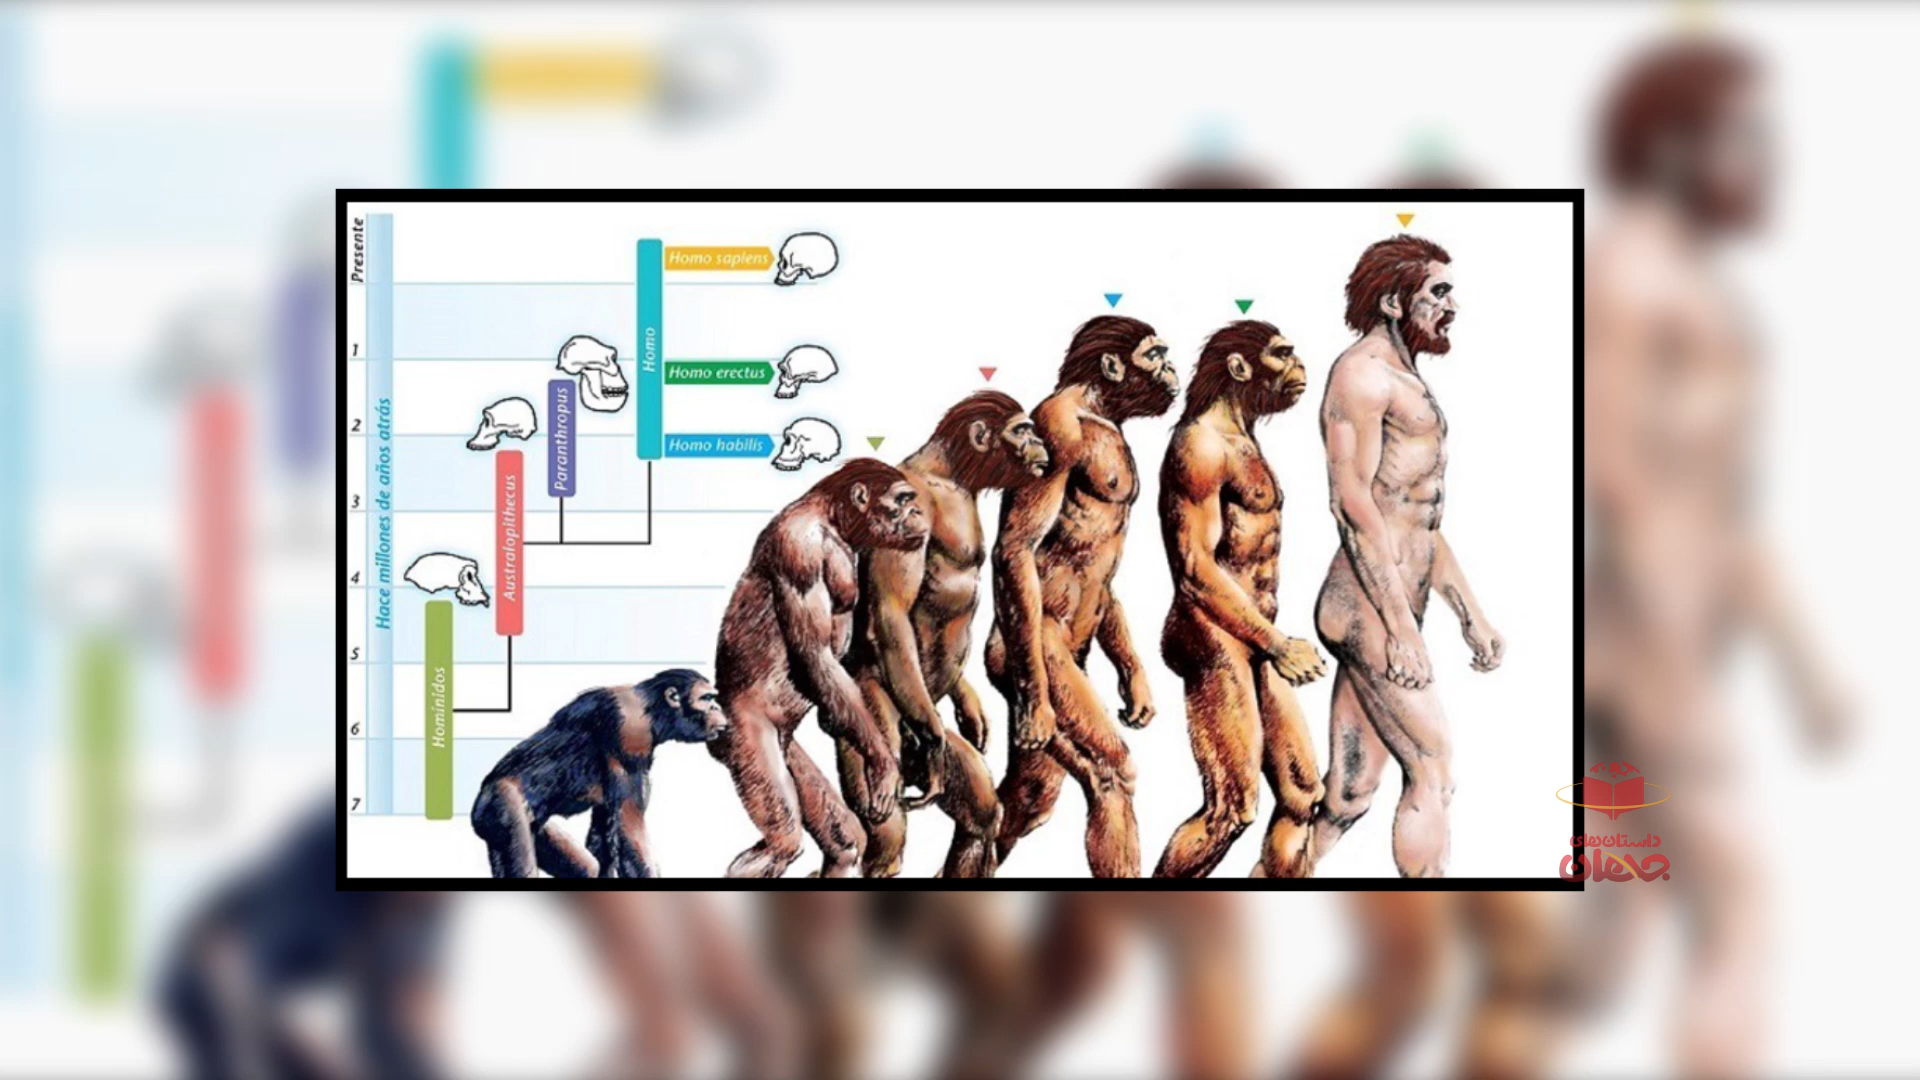 Presente
1
2
3
4
5
6
7
Hace millones de años atrás
Homínidos
Australopithecus
Paranthropus
Homo
Homo sapiens
Homo erectus
Homo habilis
داستان‌های
جهان